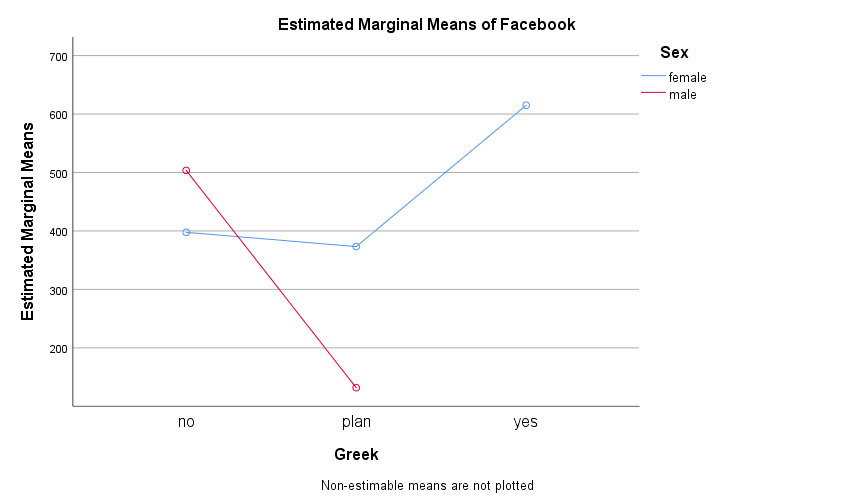 Estimated Marginal Means of Facebook
Sex
female
male
Estimated Marginal Means
700
600
500
400
300
200
no
plan
yes
Greek
Non-estimable means are not plotted